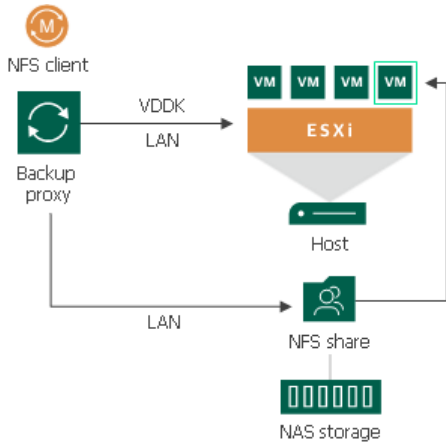 M
NFS client
VM VM VM VM
VDDK
ESXi
LAN
Backup
proxy
Host
LAN
NFS share
NAS storage